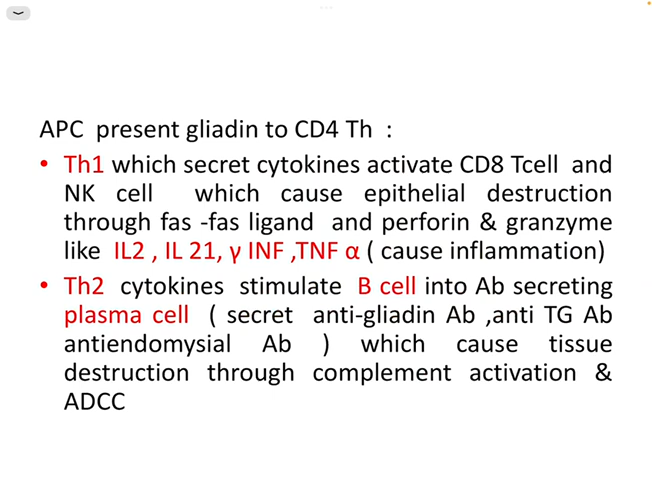 APC present gliadin to CD4 Th :
• Th1 which secret cytokines activate CD8 Tcell and
NK cell which cause epithelial destruction
through fas -fas ligand and perforin & granzyme
like IL2 , IL 21, γ INF ,TNF α ( cause inflammation)
• Th2 cytokines stimulate B cell into Ab secreting
plasma cell ( secret anti-gliadin Ab ,anti TG Ab
antiendomysial Ab ) which cause tissue
destruction through complement activation &
ADCC